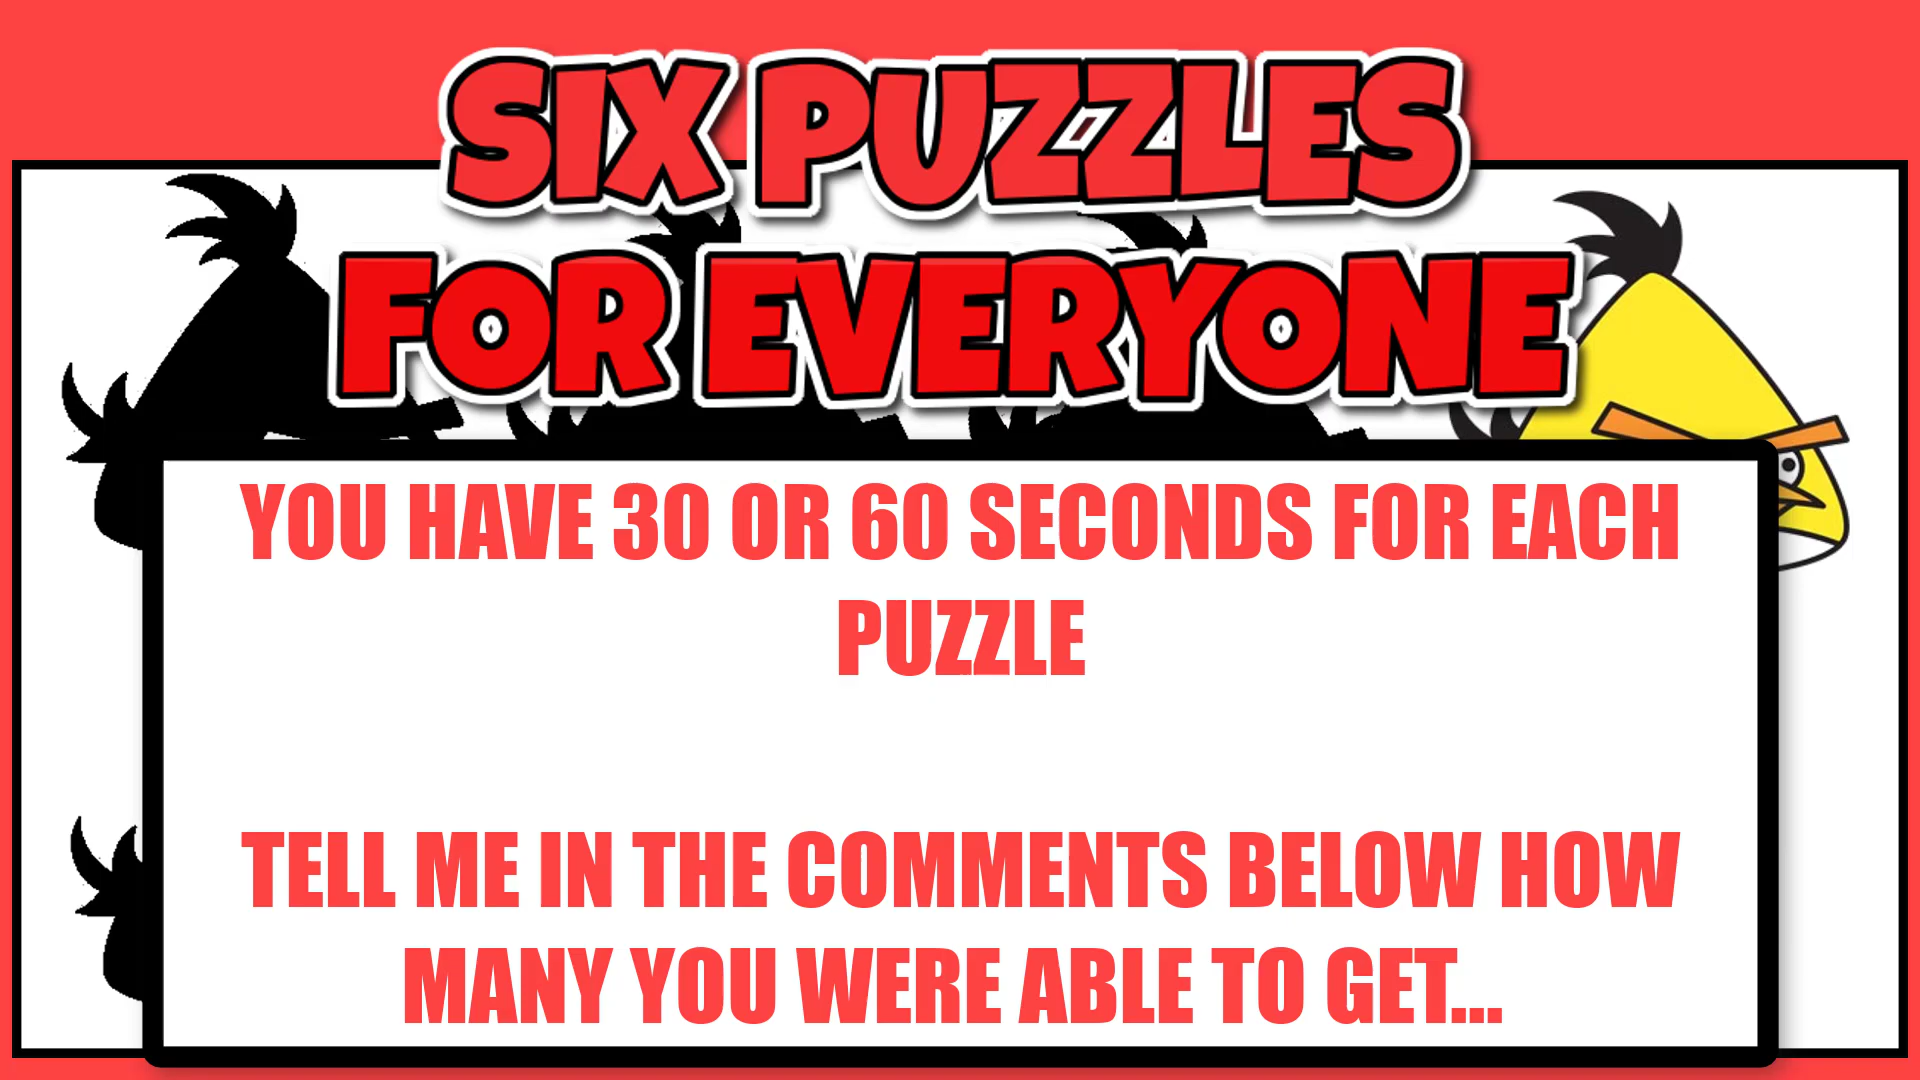 SIX PUZZLES
FOR EVERYONE
YOU HAVE 30 OR 60 SECONDS FOR EACH
PUZZLE
TELL ME IN THE COMMENTS BELOW HOW
MANY YOU WERE ABLE TO GET...